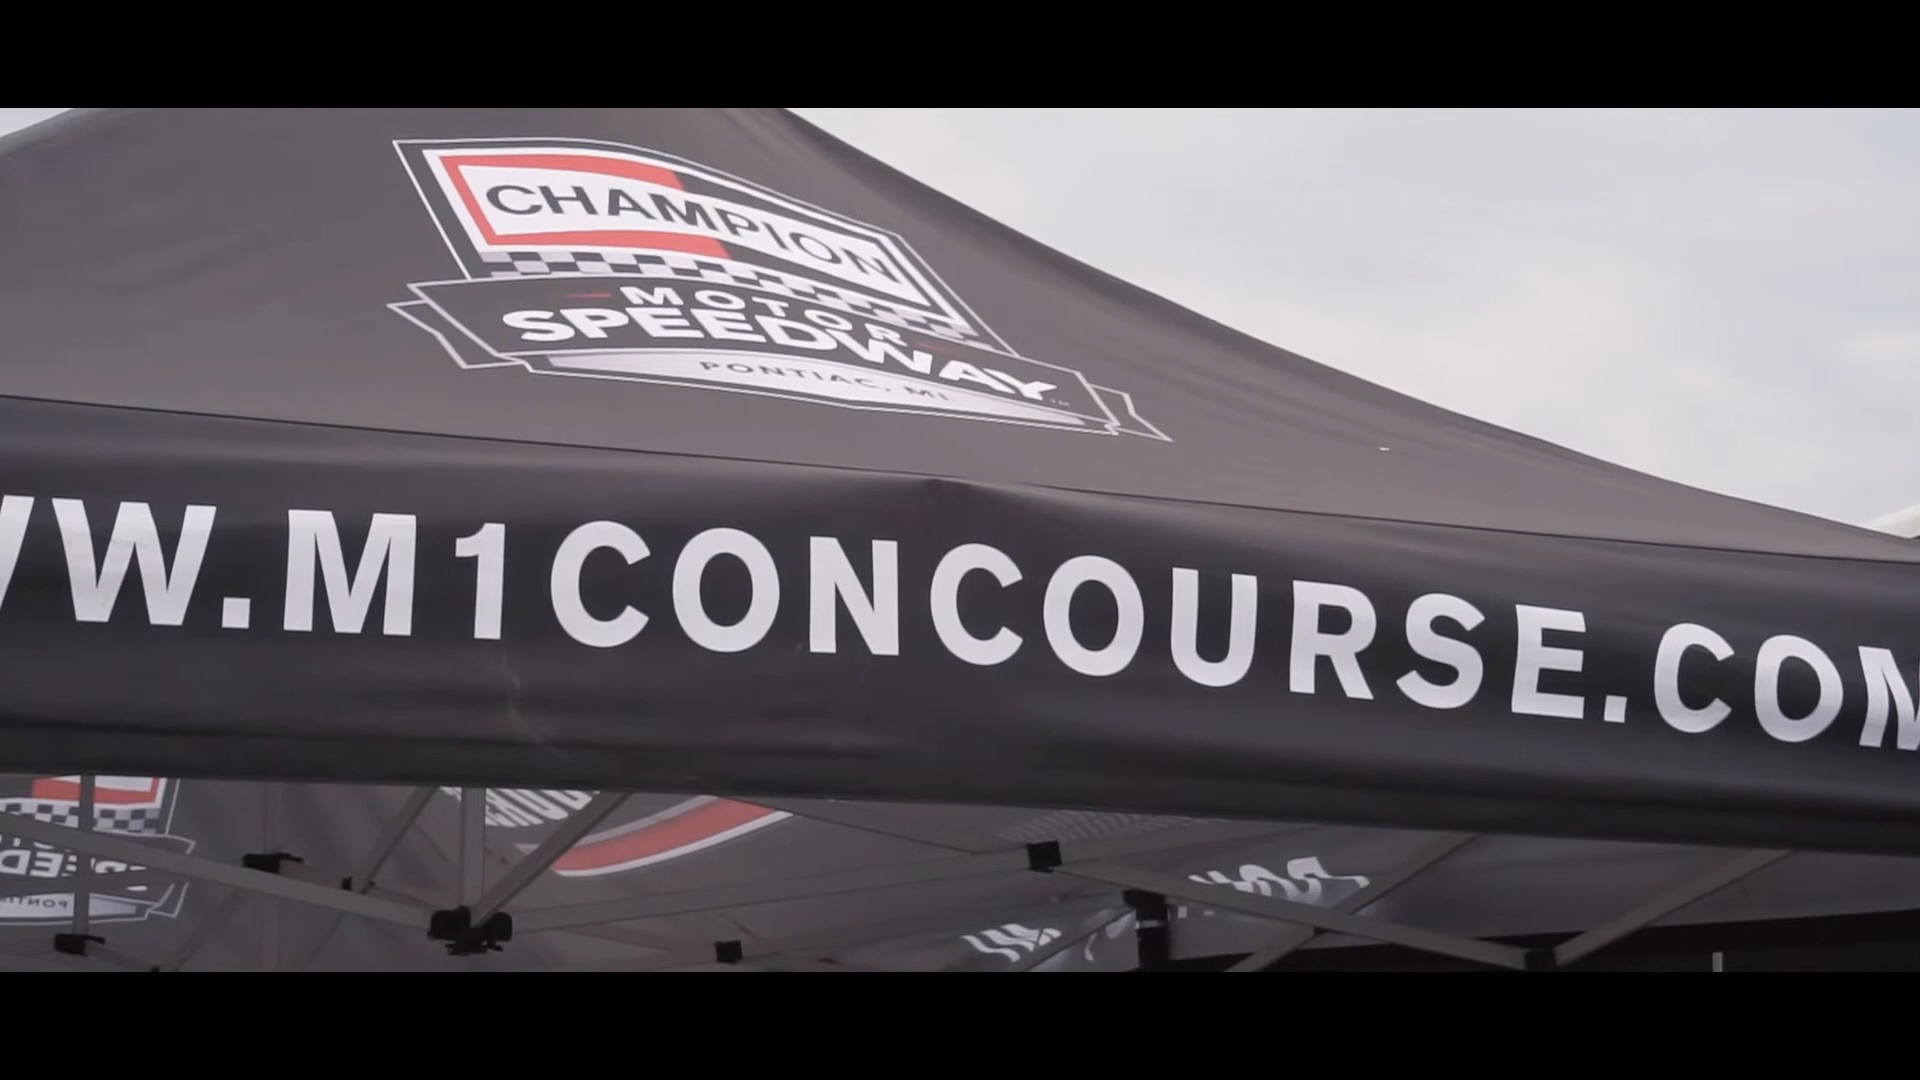 CHAMPION
MOTOR
SPEEDWAY
PONTIAC, MI
WW.M1CONCOURSE.COM